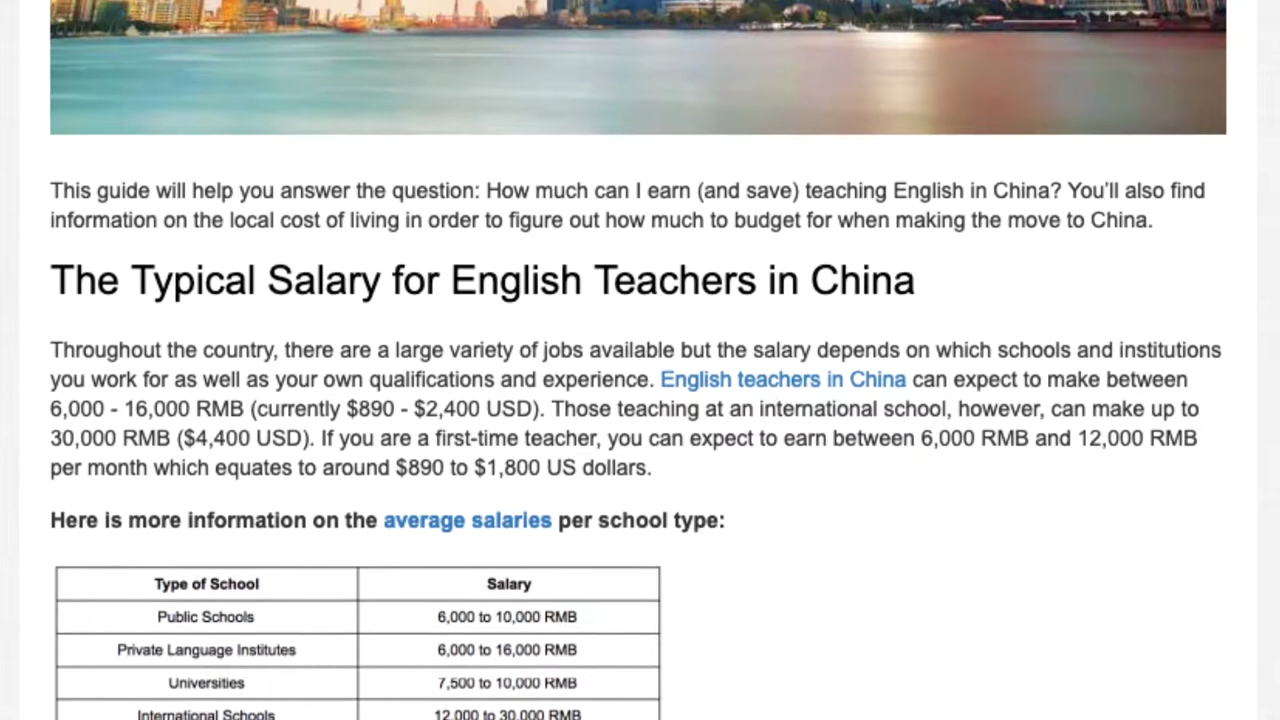 This guide will help you answer the question: How much can I earn (and save) teaching English in China? You'll also find
information on the local cost of living in order to figure out how much to budget for when making the move to China.
The Typical Salary for English Teachers in China
Throughout the country, there are a large variety of jobs available but the salary depends on which schools and institutions
you work for as well as your own qualifications and experience. English teachers in China can expect to make between
6,000 - 16,000 RMB (currently $890 - $2,400 USD). Those teaching at an international school, however, can make up to
30,000 RMB ($4,400 USD). If you are a first-time teacher, you can expect to earn between 6,000 RMB and 12,000 RMB
per month which equates to around $890 to $1,800 US dollars.
Here is more information on the average salaries per school type:
Type of School Salary
Public Schools 6,000 to 10,000 RMB
Private Language Institutes 6,000 to 16,000 RMB
Universities 7,500 to 10,000 RMB
International Schools 12,000 to 30,000 RMB